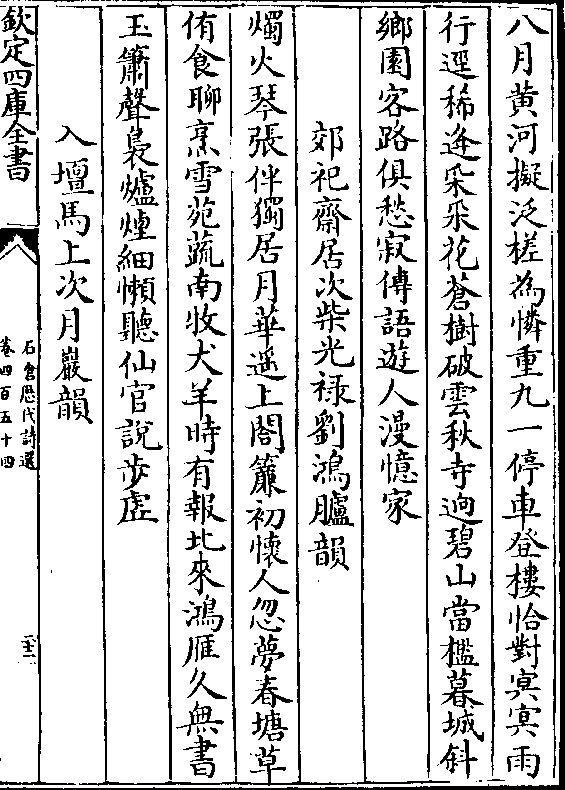 八月黄河擬泛槎為憐重九一停車登樓恰對冥冥雨
行遲稀逢采采花蒼樹破雲秋寺逈碧山當檻暮城斜
鄉園客路俱愁寂傳語遊人漫憶家
郊祀齋居次柴光禄劉鴻臚韻
燭火琴張伴獨居月華遥上閣簾初懷人忽夢春塘草
侑食聊烹雪苑蔬南牧犬羊時有報北來鴻雁久無書
玉簫聲裊爐煙細懶聽仙官説步虚
入壇馬上次月巖韻
欽定四庫全書
石倉歷代詩選
卷四百五十四